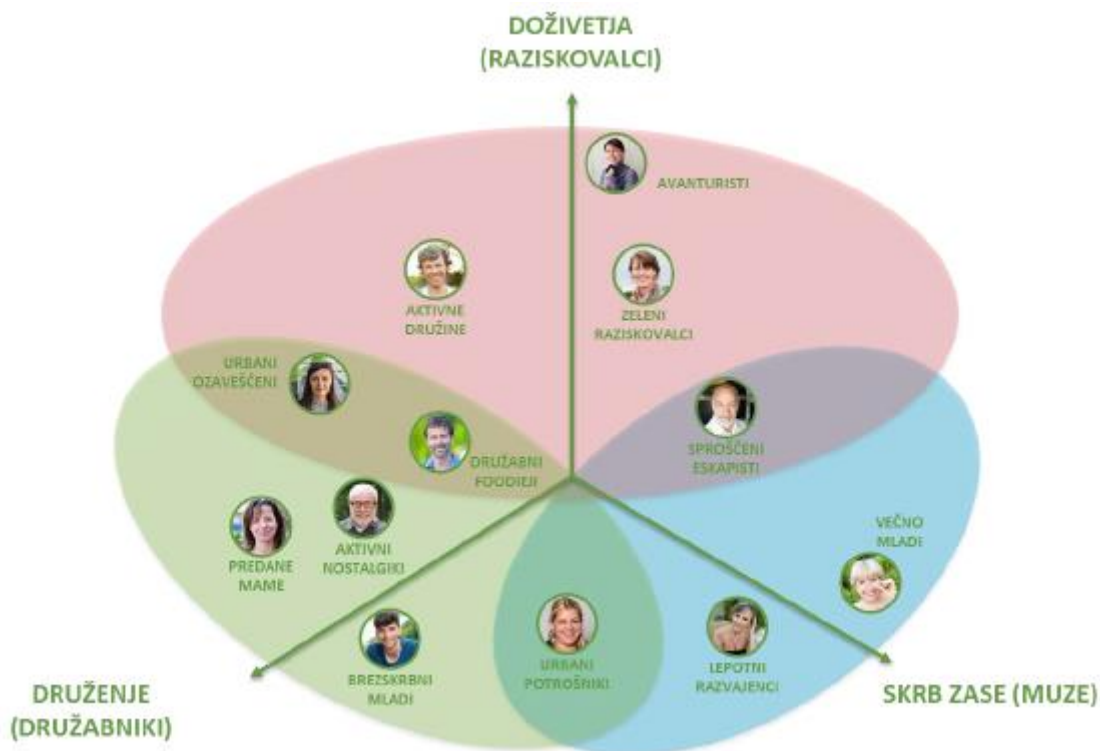 DOŽIVETJA
(RAZISKOVALCI)
AVANTURISTI
AKTIVNE
DRUŽINE
ZELENI
RAZISKOVALCI
URBANI
OZAVEŠČENI
DRUŽABNI
FOODIEJI
SPROŠČENI
ESKAPISTI
PREDANE
MAME
AKTIVNI
NOSTALGIKI
VEČNO
MLADI
BREZSKRBNI
MLADI
URBANI
POTROŠNIKI
LEPOTNI
RAZVAJENCI
DRUŽENJE
(DRUŽABNIKI)
SKRB ZASE (MUZE)